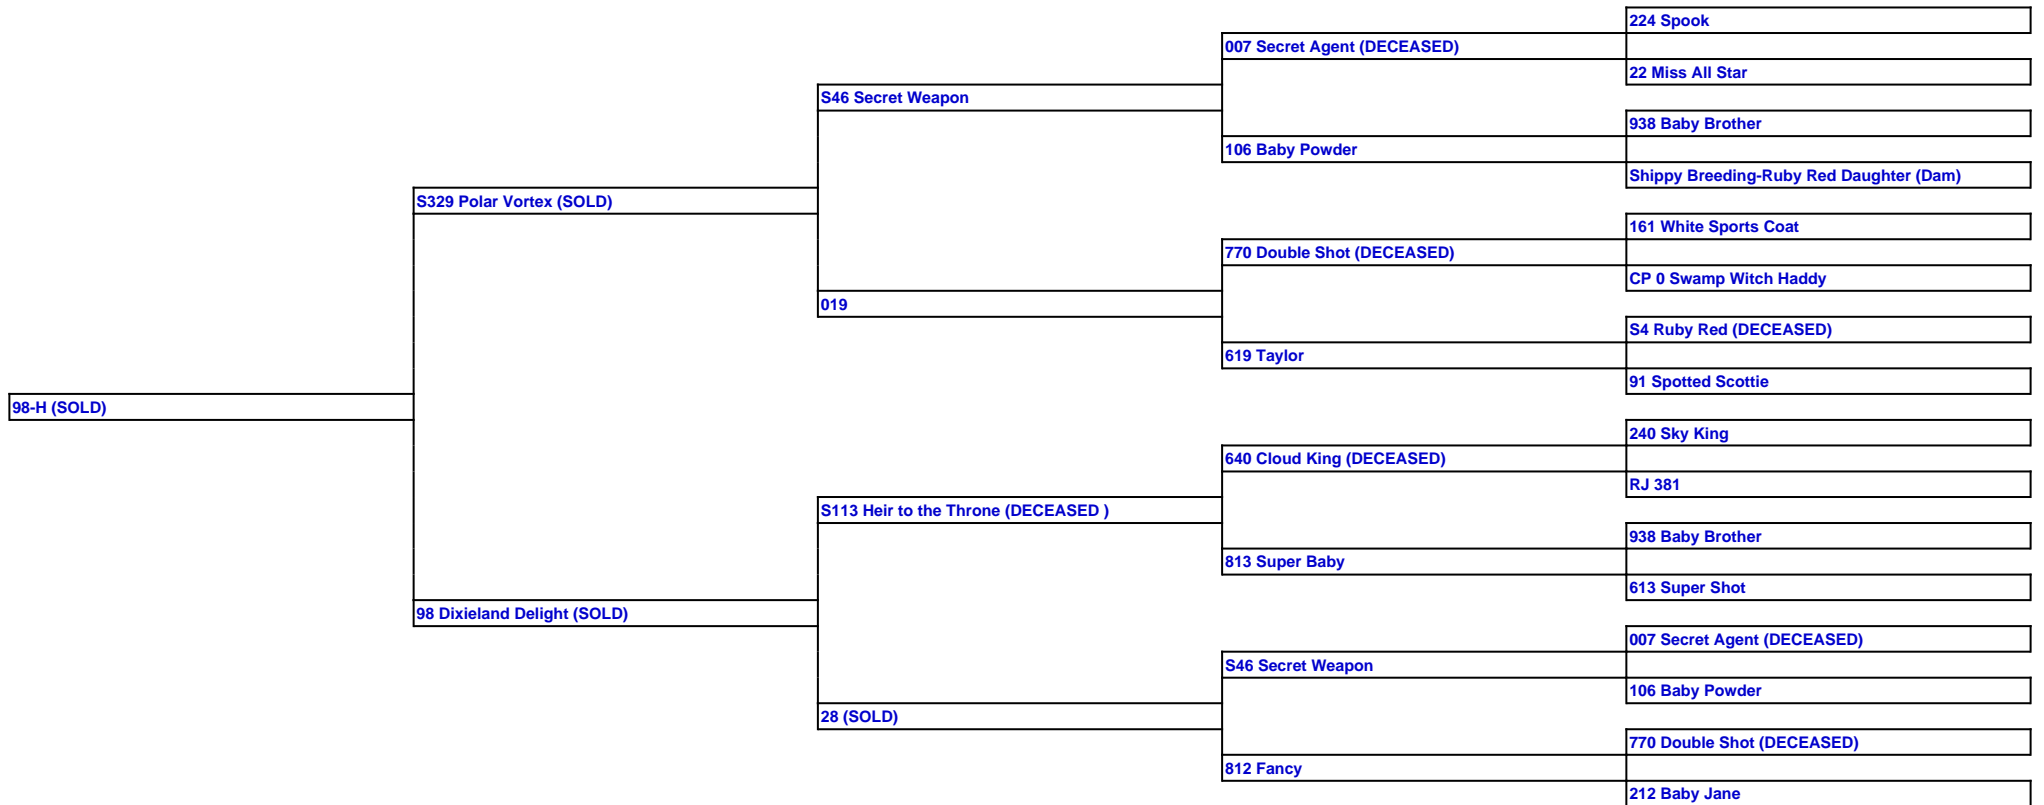 224 Spook
007 Secret Agent (DECEASED)
22 Miss All Star
S46 Secret Weapon
938 Baby Brother
106 Baby Powder
Shippy Breeding-Ruby Red Daughter (Dam)
S329 Polar Vortex (SOLD)
161 White Sports Coat
770 Double Shot (DECEASED)
CP 0 Swamp Witch Haddy
019
S4 Ruby Red (DECEASED)
619 Taylor
91 Spotted Scottie
98-H (SOLD)
240 Sky King
640 Cloud King (DECEASED)
RJ 381
S113 Heir to the Throne (DECEASED )
938 Baby Brother
813 Super Baby
613 Super Shot
98 Dixieland Delight (SOLD)
007 Secret Agent (DECEASED)
S46 Secret Weapon
106 Baby Powder
28 (SOLD)
770 Double Shot (DECEASED)
812 Fancy
212 Baby Jane